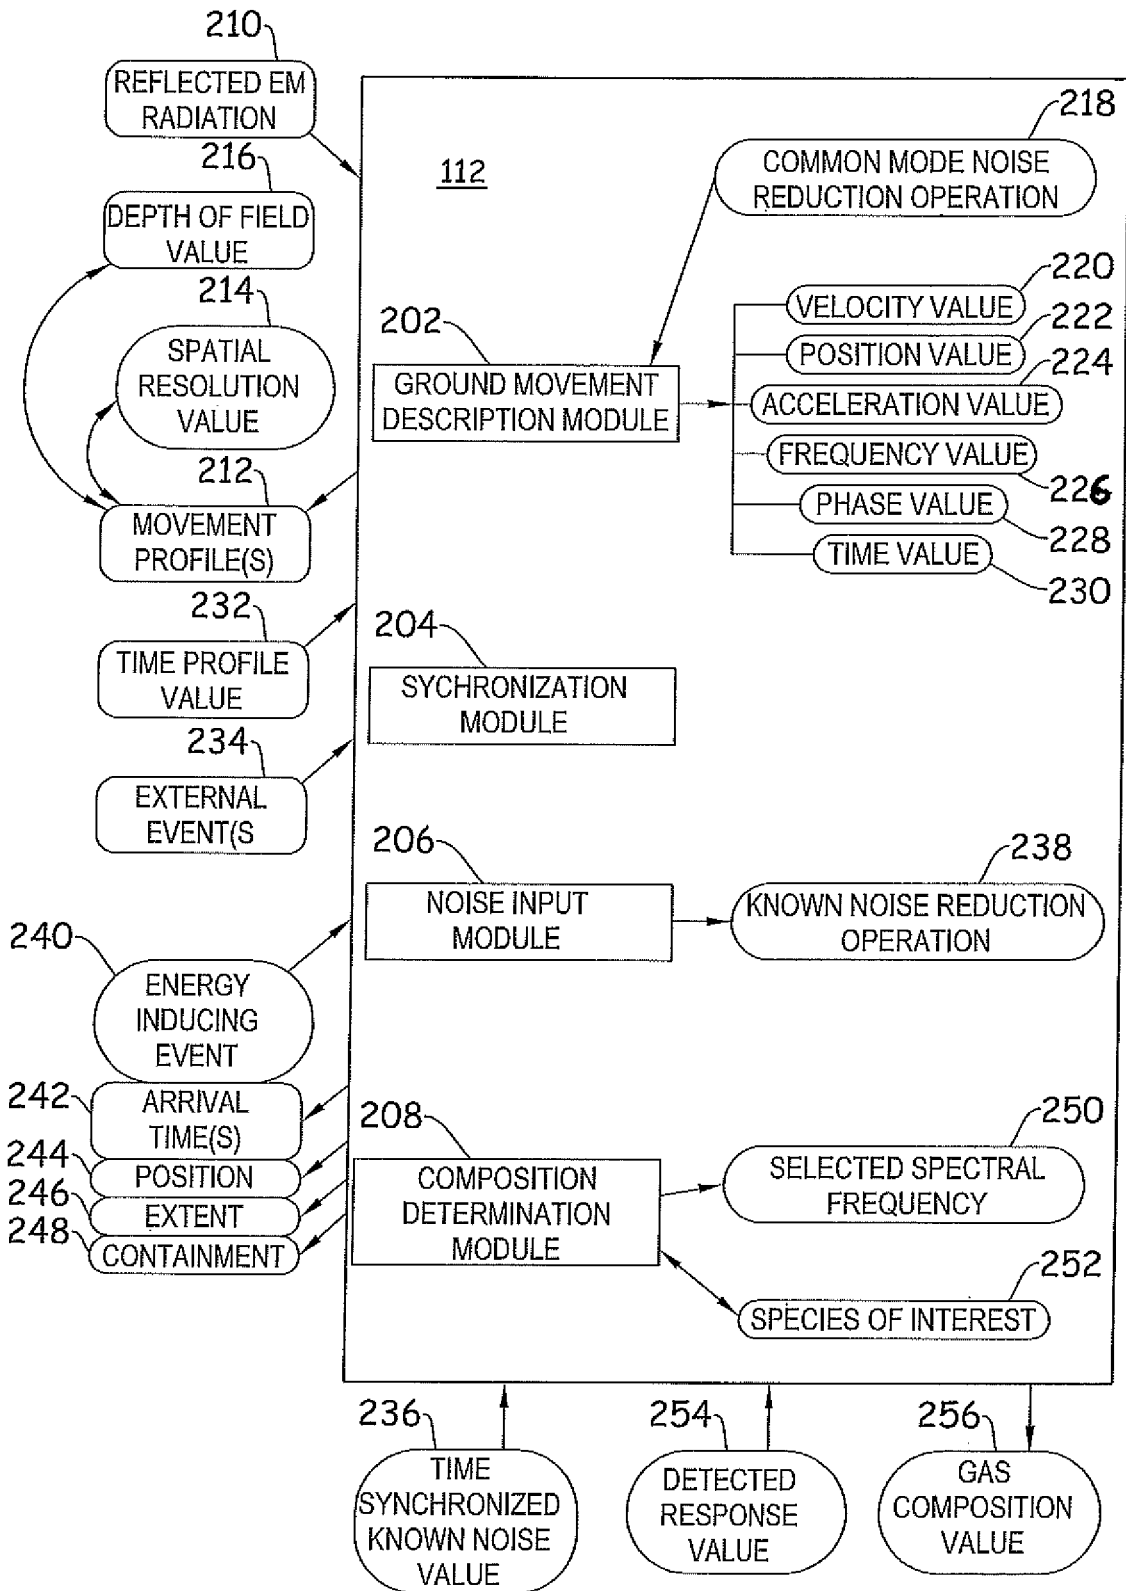 210
REFLECTED EM
RADIATION
216
DEPTH OF FIELD
VALUE
214
SPATIAL
RESOLUTION
VALUE
212
MOVEMENT
PROFILE(S)
232
TIME PROFILE
VALUE
234
EXTERNAL
EVENT(S
240
ENERGY
INDUCING
EVENT
242
ARRIVAL
TIME(S)
244
POSITION
246
EXTENT
248
CONTAINMENT
112
218
COMMON MODE NOISE
REDUCTION OPERATION
202
GROUND MOVEMENT
DESCRIPTION MODULE
220
VELOCITY VALUE
222
POSITION VALUE
224
ACCELERATION VALUE
FREQUENCY VALUE
226
PHASE VALUE
228
TIME VALUE
230
204
SYCHRONIZATION
MODULE
206
NOISE INPUT
MODULE
238
KNOWN NOISE REDUCTION
OPERATION
208
COMPOSITION
DETERMINATION
MODULE
250
SELECTED SPECTRAL
FREQUENCY
252
SPECIES OF INTEREST
236
TIME
SYNCHRONIZED
KNOWN NOISE
VALUE
254
DETECTED
RESPONSE
VALUE
256
GAS
COMPOSITION
VALUE